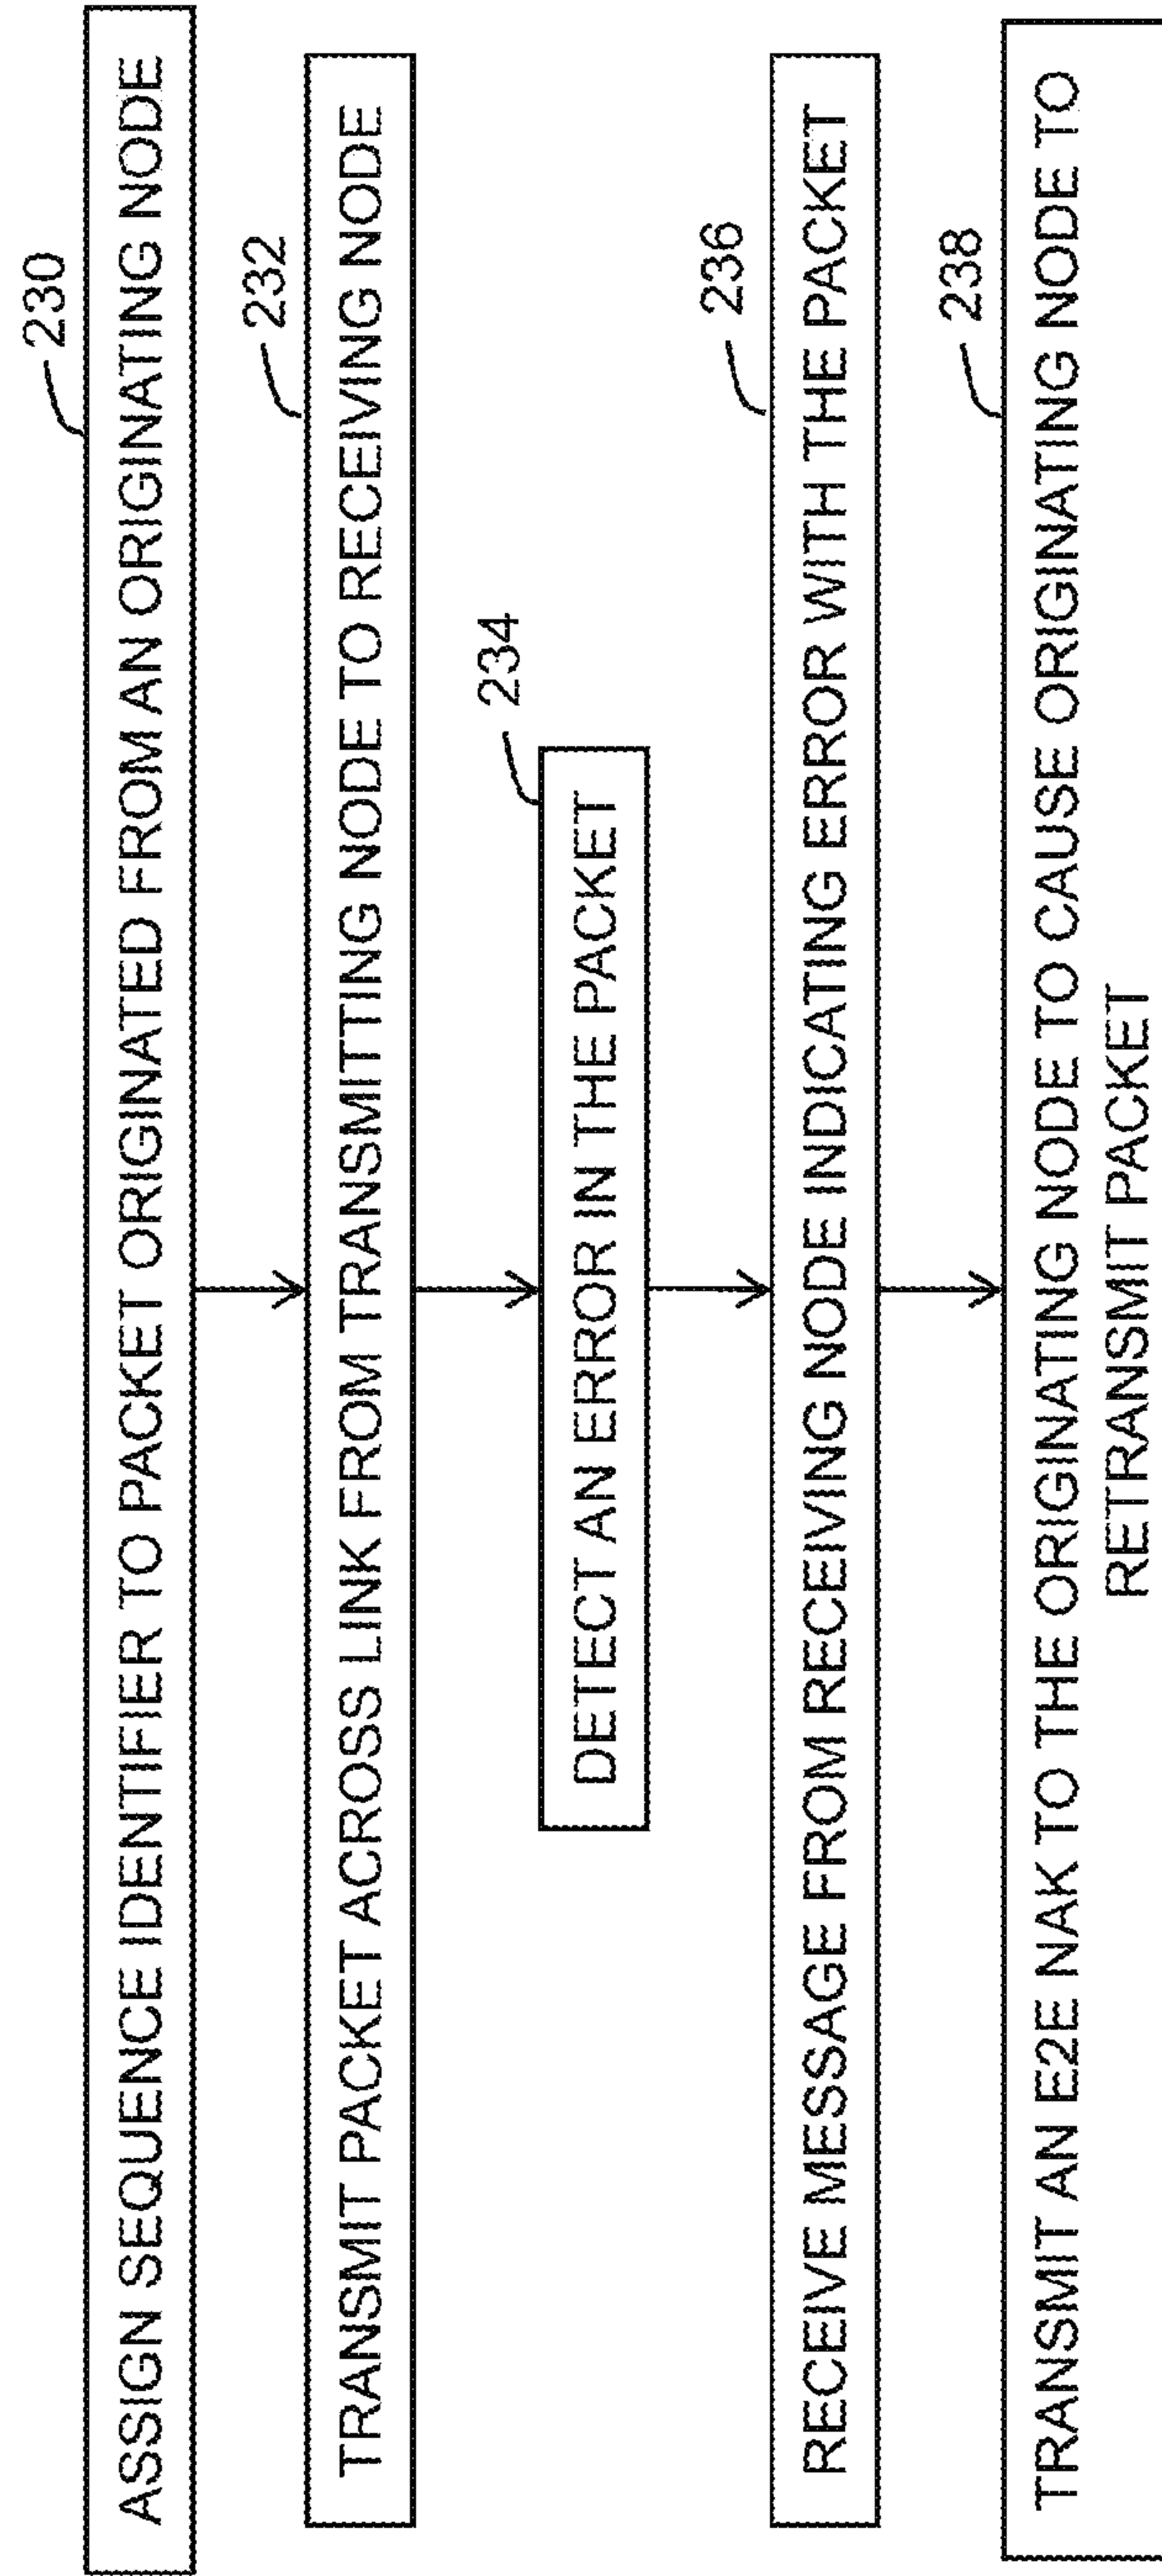 230
ASSIGN SEQUENCE IDENTIFIER TO PACKET ORIGINATED FROM AN ORIGINATING NODE
232
TRANSMIT PACKET ACROSS LINK FROM TRANSMITTING NODE TO RECEIVING NODE
234
DETECT AN ERROR IN THE PACKET
236
RECEIVE MESSAGE FROM RECEIVING NODE INDICATING ERROR WITH THE PACKET
238
TRANSMIT AN E2E NAK TO THE ORIGINATING NODE TO CAUSE ORIGINATING NODE TO
RETRANSMIT PACKET